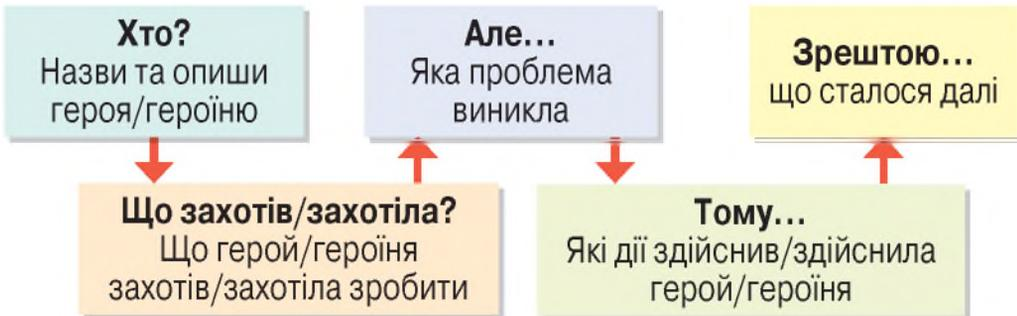 Хто?
Назви та опиши
героя/героїню
Що захотів/захотіла?
Що герой/героїня
захотів/захотіла зробити
Але...
Яка проблема
виникла
Тому...
Які дії здійснив/здійснила
герой/героїня
Зрештою...
що сталося далі